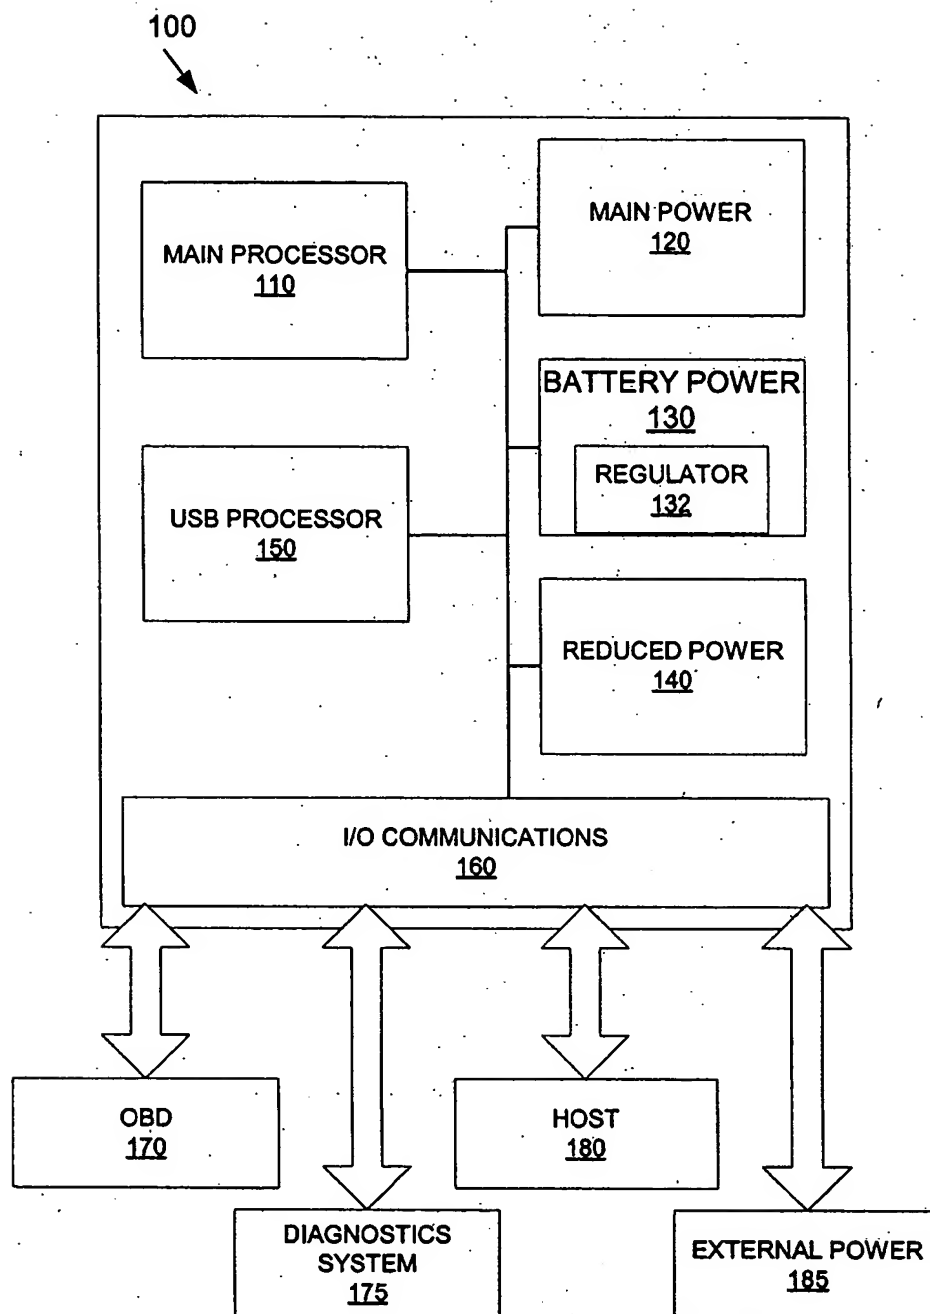 100
MAIN PROCESSOR
110
MAIN POWER
120
BATTERY POWER
130
REGULATOR
132
USB PROCESSOR
150
REDUCED POWER
140
I/O COMMUNICATIONS
160
OBD
170
HOST
180
DIAGNOSTICS
SYSTEM
175
EXTERNAL POWER
185